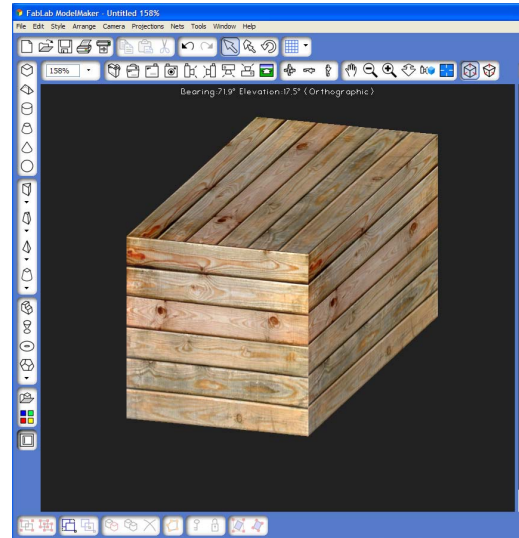 FabLab ModelMaker - Untitled 158%
File Edit Style Arrange Camera Projections Nets Tools Window Help
158%
Bearing:71.9° Elevation:17.5° (Orthographic)